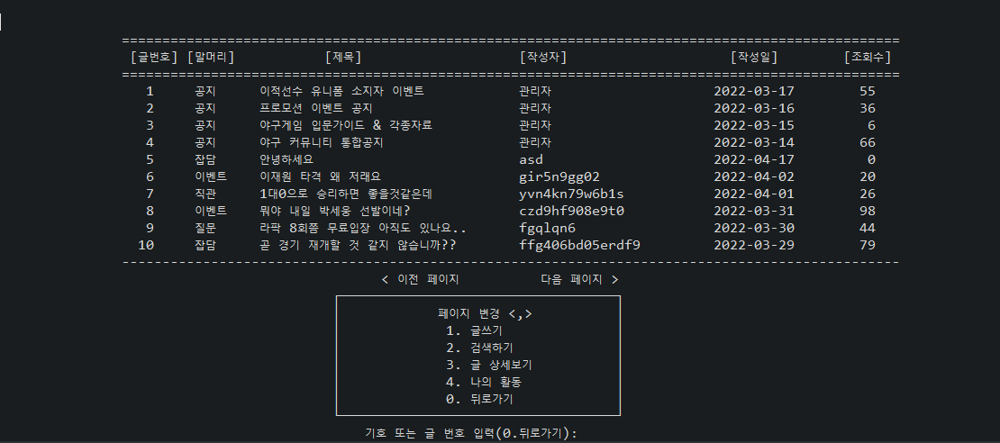 [글번호] [말머리] [제목] [작성자] [작성일] [조회수]
1 공지 이적선수 유니폼 소지자 이벤트 관리자 2022-03-17 55
2 공지 프로모션 이벤트 공지 관리자 2022-03-16 36
3 공지 야구게임 입문가이드 & 각종자료 관리자 2022-03-15 6
4 공지 야구 커뮤니티 통합공지 관리자 2022-03-14 66
5 잡담 안녕하세요 asd 2022-04-17 0
6 이벤트 이재원 타격 왜 저래요 gir5n9gg02 2022-04-02 20
7 직관 1대0으로 승리하면 좋을것같은데 yvn4kn79w6b1s 2022-04-01 26
8 이벤트 뭐야 내일 박세웅 선발이네? czd9hf908e9t0 2022-03-31 98
9 질문 라팍 8회쯤 무료입장 아직도 있나요.. fgqlqn6 2022-03-30 44
10 잡담 곧 경기 재개할 것 같지 않습니까?? ffg406bd05erdf9 2022-03-29 79
< 이전 페이지 다음 페이지 >
페이지 변경 <,>
1. 글쓰기
2. 검색하기
3. 글 상세보기
4. 나의 활동
0. 뒤로가기
기호 또는 글 번호 입력(0.뒤로가기):